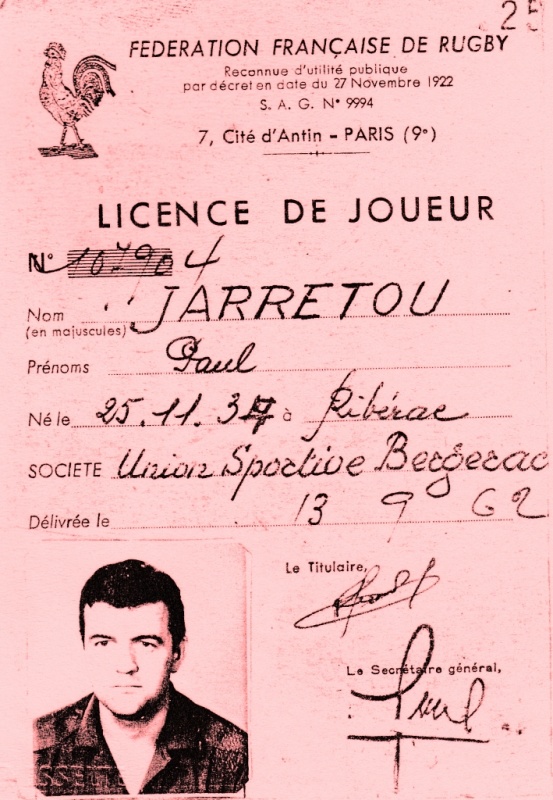 25
FEDERATION FRANÇAISE DE RUGBY
Reconnue d'utilité publique
par décret en date du 27 Novembre 1922
S. A. G. N° 9994
7, Cité d'Antin - PARIS (9e)
LICENCE DE JOUEUR
N°
Nom JARRETOU
(en majuscules)
Prénoms Paul
Né le 25.11.37 à Ribérac
SOCIETE Union Sportive Bergerac
Délivrée le 13 9 62
Le Titulaire,
Le Secrétaire général,